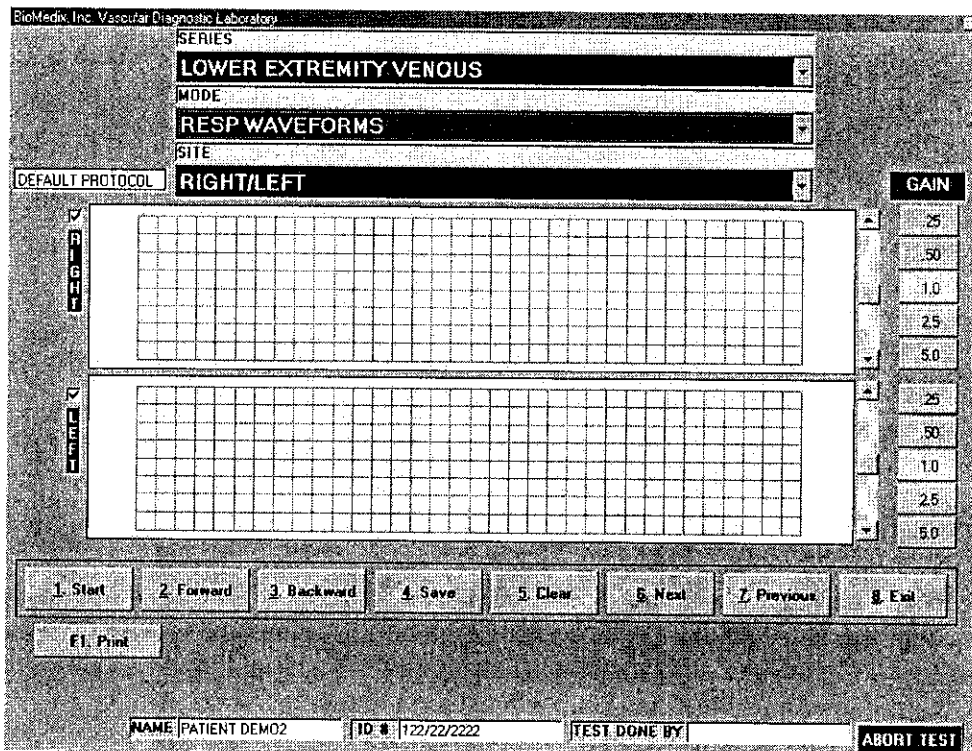 BioMedix, Inc. Vascular Diagnostic Laboratory
SERIES
LOWER EXTREMITY VENOUS
MODE
RESP WAVEFORMS
SITE
DEFAULT PROTOCOL
RIGHT/LEFT
GAIN
RIGHT
.25
.50
1.0
2.5
5.0
LEFT
.25
.50
1.0
2.5
5.0
1. Start 2. Forward 3. Backward 4. Save 5. Clear 6. Next 7. Previous 8. Exit
F1. Print
NAME PATIENT DEMO2 ID # 122/22/2222 TEST DONE BY
ABORT TEST